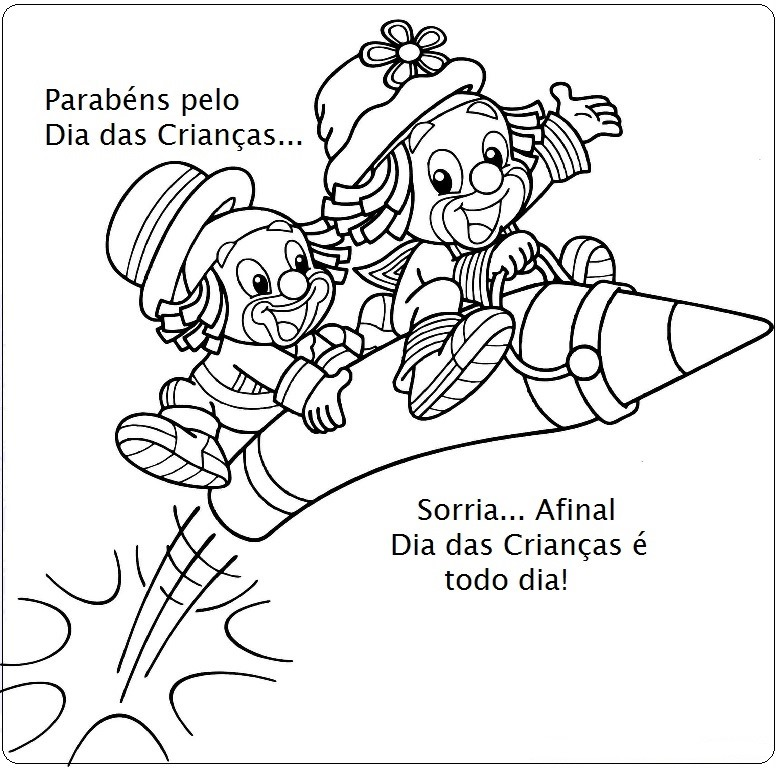 Parabéns pelo
Dia das Crianças...
Sorria... Afinal
Dia das Crianças é
todo dia!